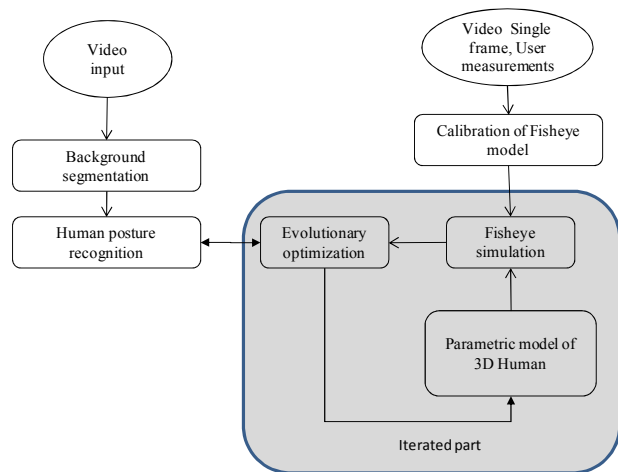 Video
input
Video Single
frame, User
measurements
Background
segmentation
Calibration of Fisheye
model
Human posture
recognition
Evolutionary
optimization
Fisheye
simulation
Parametric model of
3D Human
Iterated part